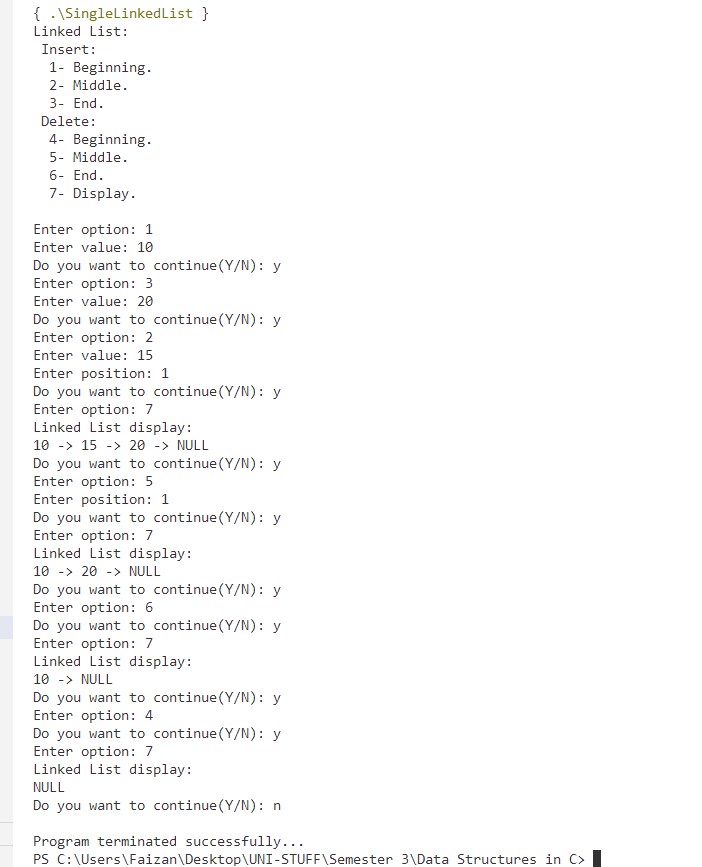 { .\SingleLinkedList }
Linked List:
 Insert:
  1- Beginning.
  2- Middle.
  3- End.
 Delete:
  4- Beginning.
  5- Middle.
  6- End.
  7- Display.

Enter option: 1
Enter value: 10
Do you want to continue(Y/N): y
Enter option: 3
Enter value: 20
Do you want to continue(Y/N): y
Enter option: 2
Enter value: 15
Enter position: 1
Do you want to continue(Y/N): y
Enter option: 7
Linked List display:
10 -> 15 -> 20 -> NULL
Do you want to continue(Y/N): y
Enter option: 5
Enter position: 1
Do you want to continue(Y/N): y
Enter option: 7
Linked List display:
10 -> 20 -> NULL
Do you want to continue(Y/N): y
Enter option: 6
Do you want to continue(Y/N): y
Enter option: 7
Linked List display:
10 -> NULL
Do you want to continue(Y/N): y
Enter option: 4
Do you want to continue(Y/N): y
Enter option: 7
Linked List display:
NULL
Do you want to continue(Y/N): n

Program terminated successfully...
PS C:\Users\Faizan\Desktop\UNI-STUFF\Semester 3\Data Structures in C>